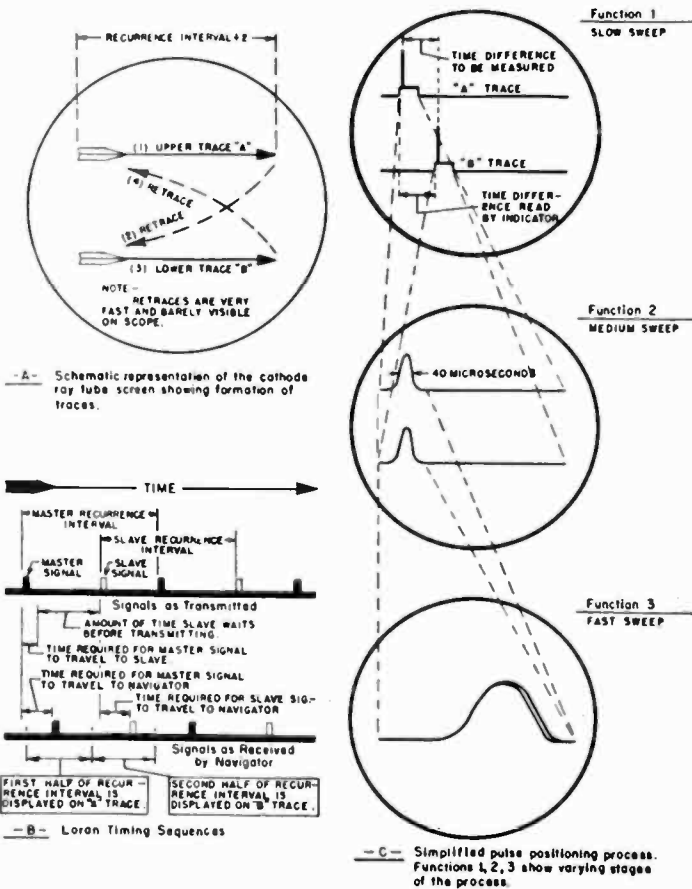 RECURRENCE INTERVAL÷2
(1) UPPER TRACE "A"
(4) RETRACE
(2) RETRACE
(3) LOWER TRACE "B"
NOTE-
RETRACES ARE VERY
FAST AND BARELY VISIBLE
ON SCOPE.
-A- Schematic representation of the cathode
ray tube screen showing formation of
traces.
TIME
MASTER RECURRENCE
INTERVAL
SLAVE RECURRENCE
INTERVAL
MASTER
SIGNAL
SLAVE
SIGNAL
Signals as Transmitted
AMOUNT OF TIME SLAVE WAITS
BEFORE TRANSMITTING.
TIME REQUIRED FOR MASTER SIGNAL
TO TRAVEL TO SLAVE
TIME REQUIRED FOR MASTER SIGNAL
TO TRAVEL TO NAVIGATOR
TIME REQUIRED FOR SLAVE SIG-
TO TRAVEL TO NAVIGATOR
Signals as Received
by Navigator
FIRST HALF OF RECUR-
RENCE INTERVAL IS
DISPLAYED ON "A" TRACE.
SECOND HALF OF RECUR-
RENCE INTERVAL IS
DISPLAYED ON "B" TRACE.
-B- Loran Timing Sequences
Function 1
SLOW SWEEP
TIME DIFFERENCE
TO BE MEASURED
"A" TRACE
"B" TRACE
TIME DIFFER-
ENCE READ
BY INDICATOR
Function 2
MEDIUM SWEEP
40 MICROSECONDS
Function 3
FAST SWEEP
-C- Simplified pulse positioning process.
Functions 1, 2, 3 show varying stages
of the process.